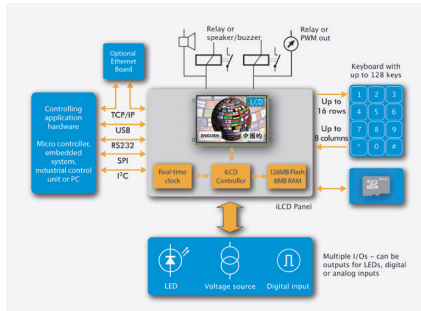 Relay or
speaker/buzzer
Relay or
PWM out
Optional
Ethernet
Board
Keyboard with
up to 128 keys
Controlling
application
hardware
Micro controller,
embedded
system,
industrial control
unit or PC
TCP/IP
USB
RS232
SPI
I²C
LCD
ENGLISH
中国的
Up to
16 rows
Up to
8 columns
1 2 3
4 5 6
7 8 9
* 0 #
Real-time
clock
iLCD
Controller
128MB Flash
8MB RAM
iLCD Panel
LED
Voltage source
Digital input
Multiple I/Os – can be
outputs for LEDs, digital
or analog inputs